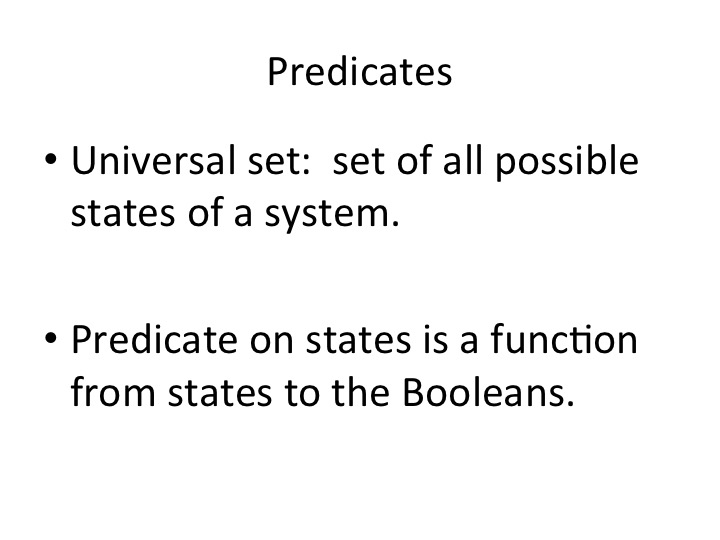 Predicates
• Universal set:  set of all possible
states of a system.
• Predicate on states is a function
from states to the Booleans.